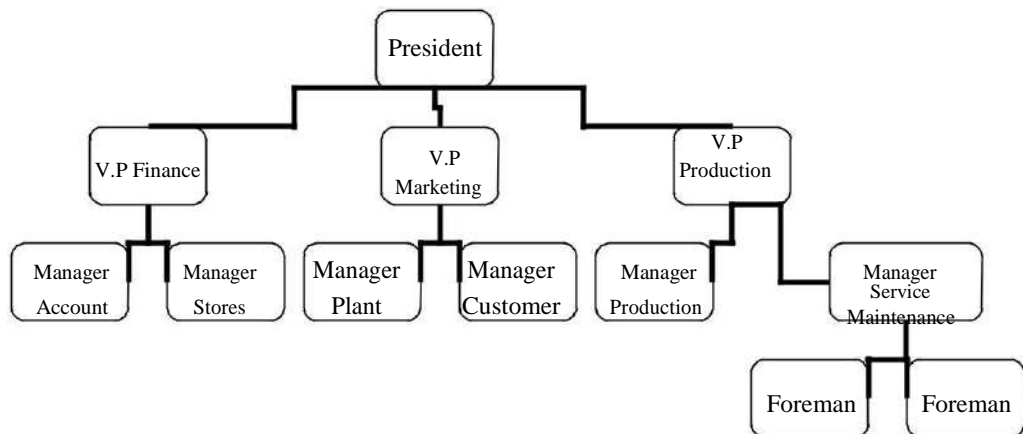 President
V.P Finance
V.P
Marketing
V.P
Production
Manager
Account
Manager
Stores
Manager
Plant
Manager
Customer
Manager
Production
Manager
Service
Maintenance
Foreman
Foreman